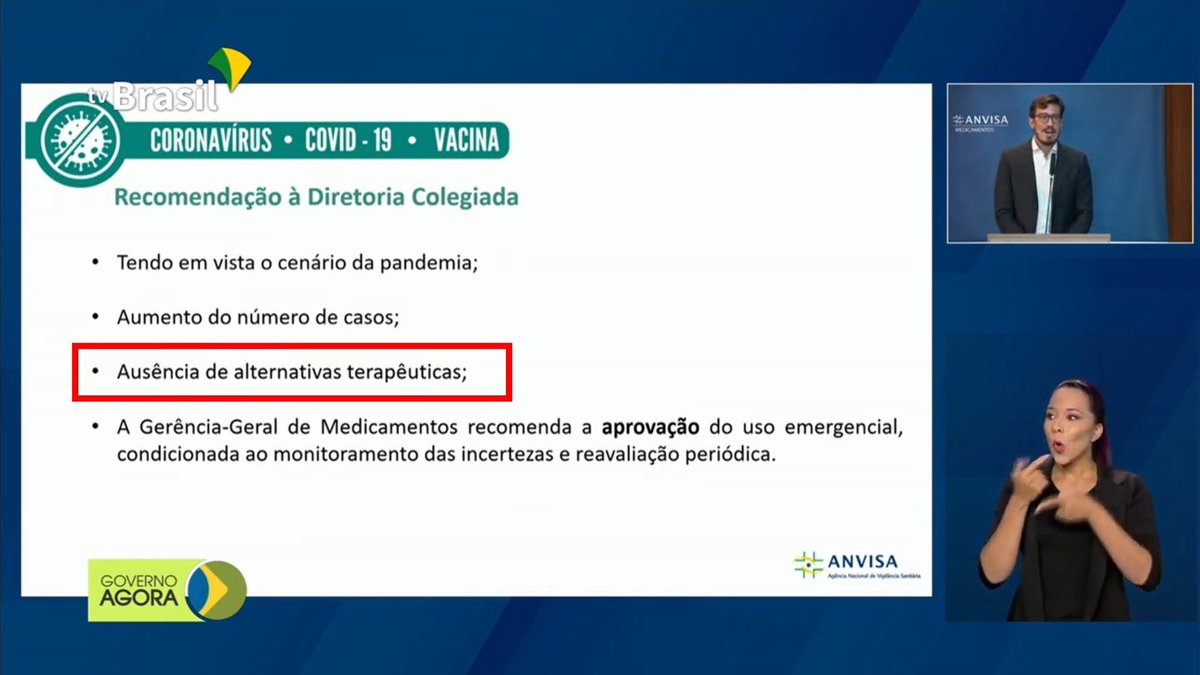 tv Brasil
CORONAVÍRUS • COVID - 19 • VACINA
Recomendação à Diretoria Colegiada
• Tendo em vista o cenário da pandemia;
• Aumento do número de casos;
• Ausência de alternativas terapêuticas;
• A Gerência-Geral de Medicamentos recomenda a aprovação do uso emergencial,
condicionada ao monitoramento das incertezas e reavaliação periódica.
ANVISA
Agência Nacional de Vigilância Sanitária
GOVERNO
AGORA
ANVISA
MEDICAMENTOS